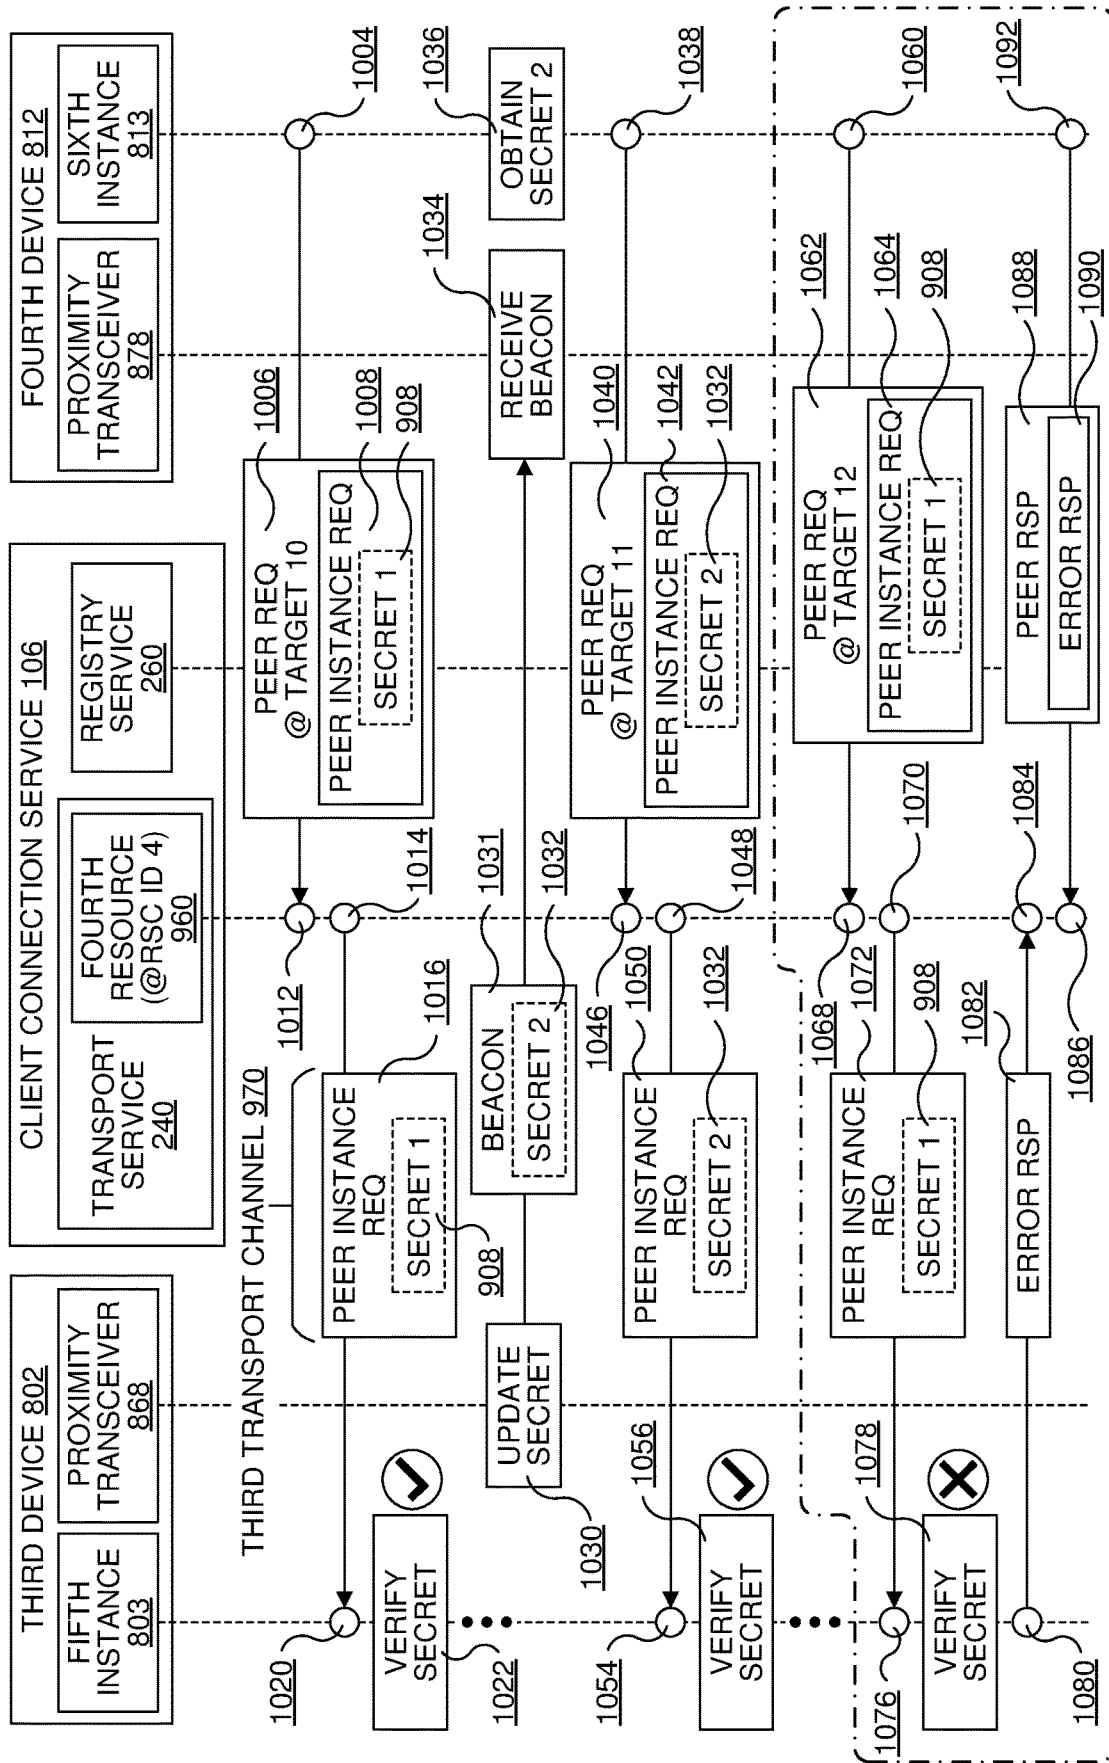 THIRD DEVICE 802
FIFTH
INSTANCE
803
PROXIMITY
TRANSCEIVER
868
CLIENT CONNECTION SERVICE 106
TRANSPORT
SERVICE
240
FOURTH
RESOURCE
(@RSC ID 4)
960
REGISTRY
SERVICE
260
FOURTH DEVICE 812
PROXIMITY
TRANSCEIVER
878
SIXTH
INSTANCE
813
THIRD TRANSPORT CHANNEL 970
1004
PEER REQ
@ TARGET 10
1006
PEER INSTANCE REQ
1008
SECRET 1
908
1012
1014
PEER INSTANCE
REQ
1016
SECRET 1
908
1020
VERIFY
SECRET
1022
UPDATE
SECRET
1030
BEACON
1031
SECRET 2
1032
RECEIVE
BEACON
1034
OBTAIN
SECRET 2
1036
1038
PEER REQ
@ TARGET 11
1040
PEER INSTANCE REQ
1042
SECRET 2
1032
1046
1048
PEER INSTANCE
REQ
1050
SECRET 2
1032
1054
VERIFY
SECRET
1056
1060
PEER REQ
@ TARGET 12
1062
PEER INSTANCE REQ
1064
SECRET 1
908
1068
1070
PEER INSTANCE
REQ
1072
SECRET 1
908
1076
VERIFY
SECRET
1078
1080
ERROR RSP
1082
1084
1086
PEER RSP
1088
ERROR RSP
1090
1092